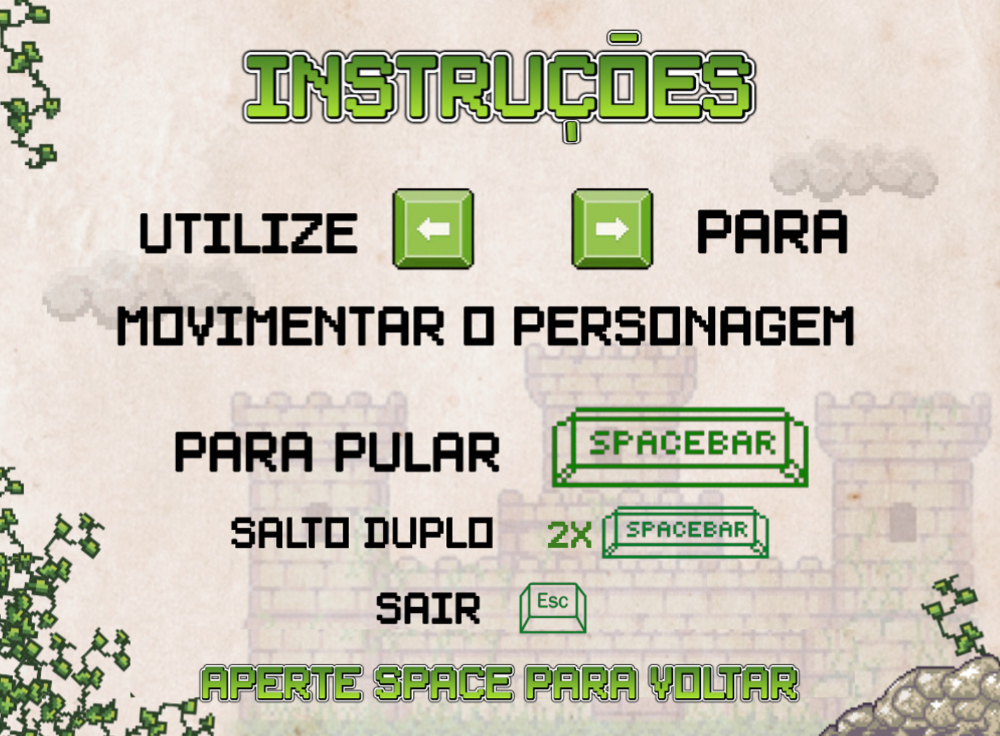 INSTRUÇÕES
UTILIZE ← → PARA
MOVIMENTAR O PERSONAGEM
PARA PULAR SPACEBAR
SALTO DUPLO 2X SPACEBAR
SAIR Esc
APERTE SPACE PARA VOLTAR